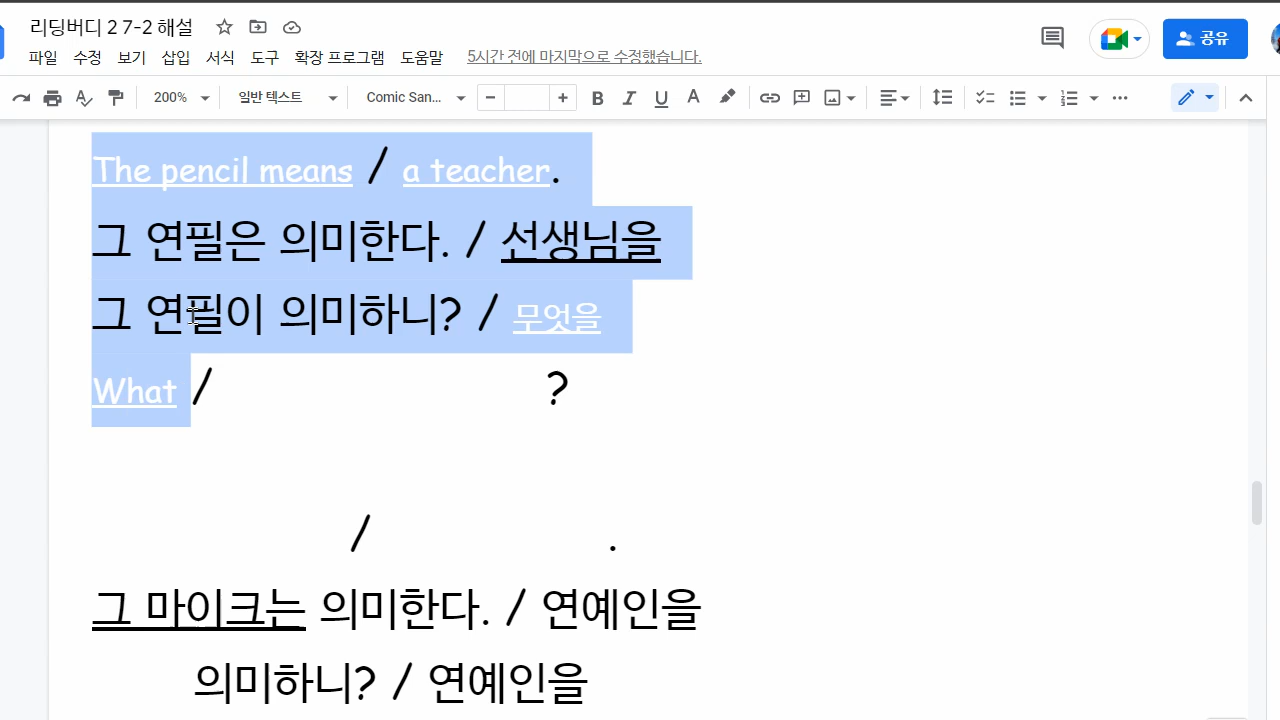 리딩버디 2 7-2 해설
파일 수정 보기 삽입 서식 도구 확장 프로그램 도움말 5시간 전에 마지막으로 수정했습니다.
공유
200% 일반 텍스트 Comic San... − + B I U A
The pencil means / a teacher.
그 연필은 의미한다. / 선생님을
그 연필이 의미하니? / 무엇을
What / ?
/ .
그 마이크는 의미한다. / 연예인을
의미하니? / 연예인을